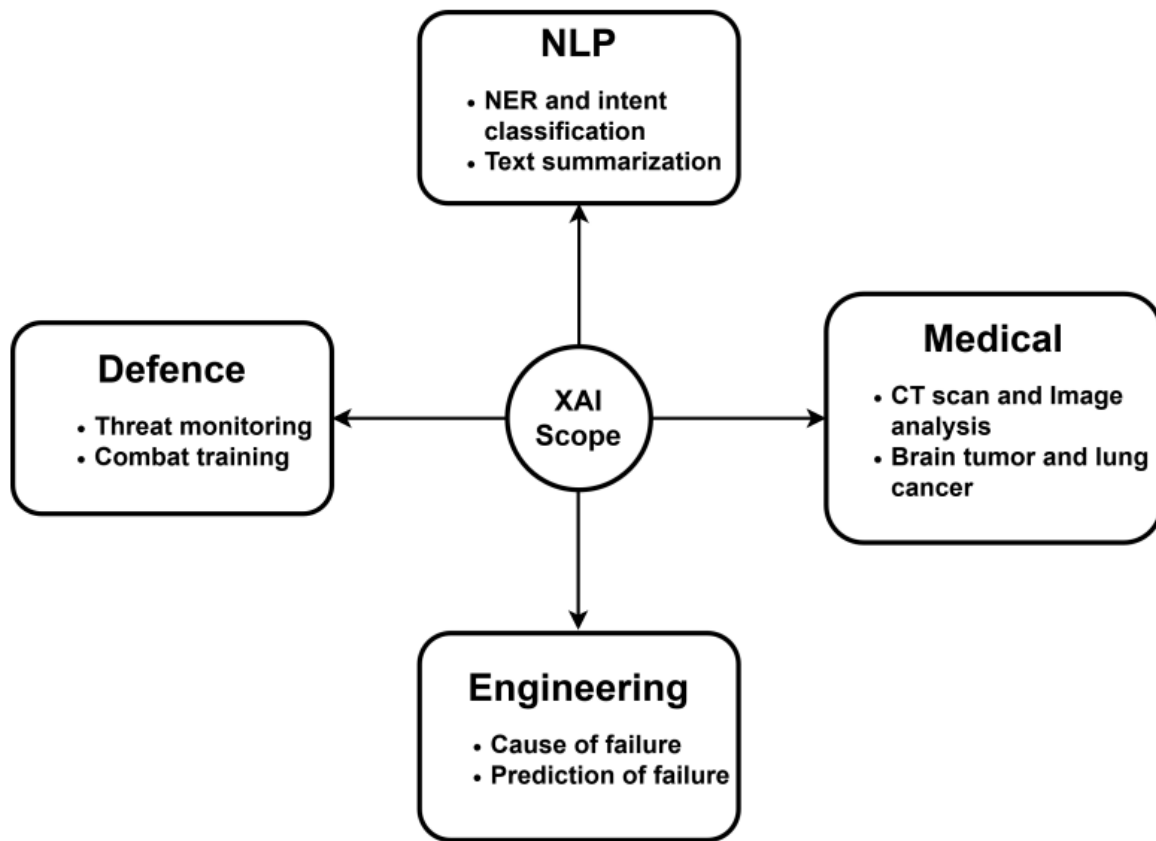 NLP
• NER and intent
classification
• Text summarization
Defence
• Threat monitoring
• Combat training
XAI
Scope
Medical
• CT scan and Image
analysis
• Brain tumor and lung
cancer
Engineering
• Cause of failure
• Prediction of failure